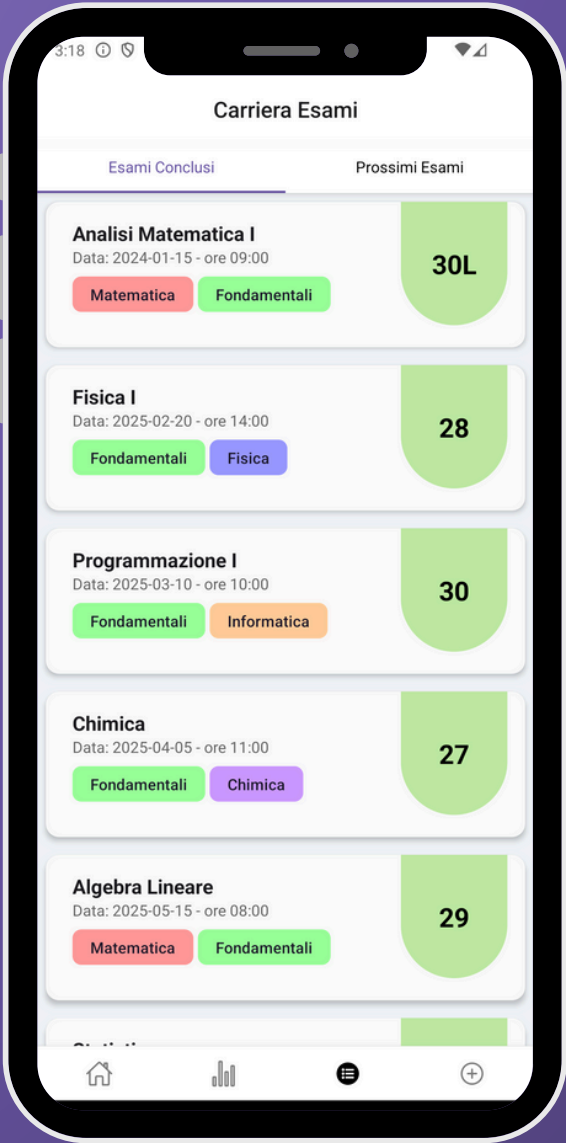 3:18
Carriera Esami
Esami Conclusi Prossimi Esami
Analisi Matematica I
Data: 2024-01-15 - ore 09:00
30L
Matematica Fondamentali
Fisica I
Data: 2025-02-20 - ore 14:00
28
Fondamentali Fisica
Programmazione I
Data: 2025-03-10 - ore 10:00
30
Fondamentali Informatica
Chimica
Data: 2025-04-05 - ore 11:00
27
Fondamentali Chimica
Algebra Lineare
Data: 2025-05-15 - ore 08:00
29
Matematica Fondamentali